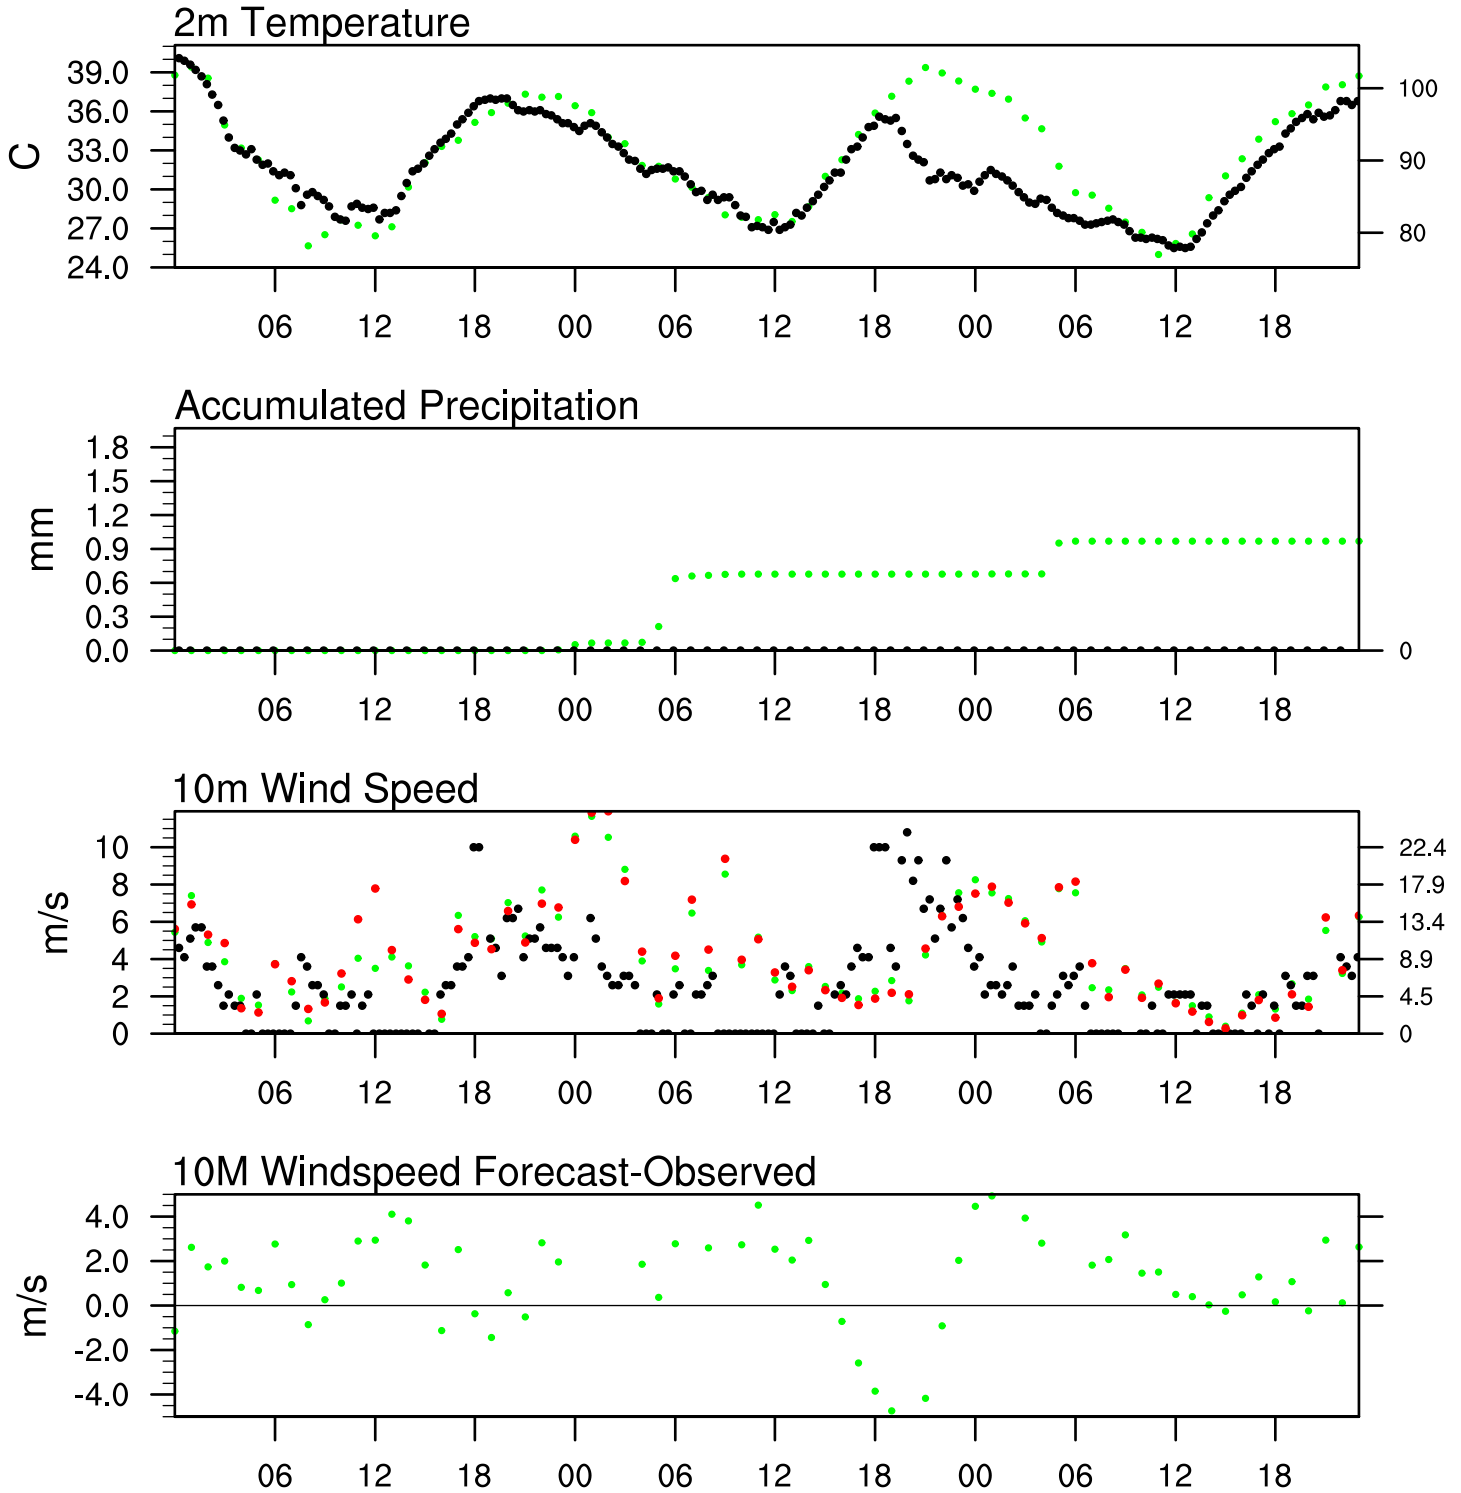 2m Temperature
39.0
36.0
33.0
30.0
27.0
24.0
C
100
90
80
06 12 18 00 06 12 18 00 06 12 18
Accumulated Precipitation
1.8
1.5
1.2
0.9
0.6
0.3
0.0
mm
0
06 12 18 00 06 12 18 00 06 12 18
10m Wind Speed
10
8
6
4
2
0
m/s
22.4
17.9
13.4
8.9
4.5
0
06 12 18 00 06 12 18 00 06 12 18
10M Windspeed Forecast-Observed
4.0
2.0
0.0
-2.0
-4.0
m/s
06 12 18 00 06 12 18 00 06 12 18